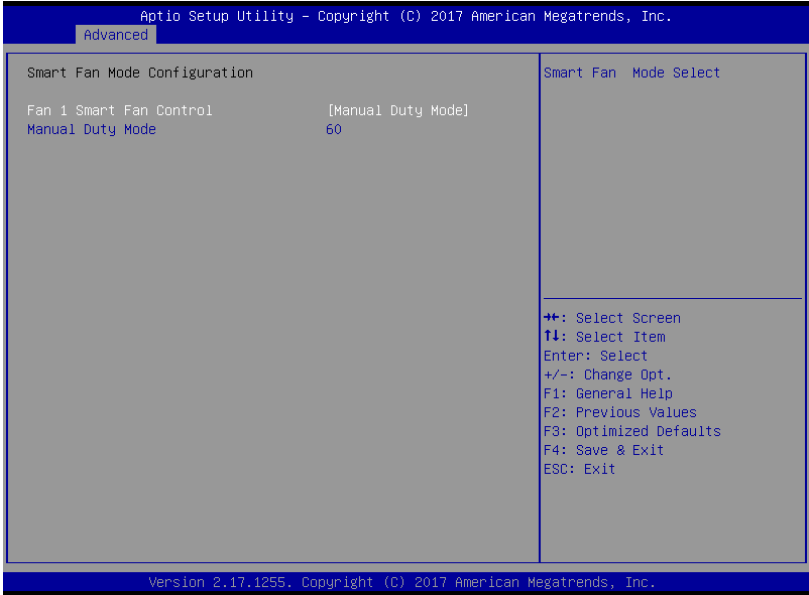 Aptio Setup Utility – Copyright (C) 2017 American Megatrends, Inc.
Advanced
Smart Fan Mode Configuration
Fan 1 Smart Fan Control [Manual Duty Mode]
Manual Duty Mode 60
Smart Fan Mode Select
→←: Select Screen
↑↓: Select Item
Enter: Select
+/-: Change Opt.
F1: General Help
F2: Previous Values
F3: Optimized Defaults
F4: Save & Exit
ESC: Exit
Version 2.17.1255. Copyright (C) 2017 American Megatrends, Inc.